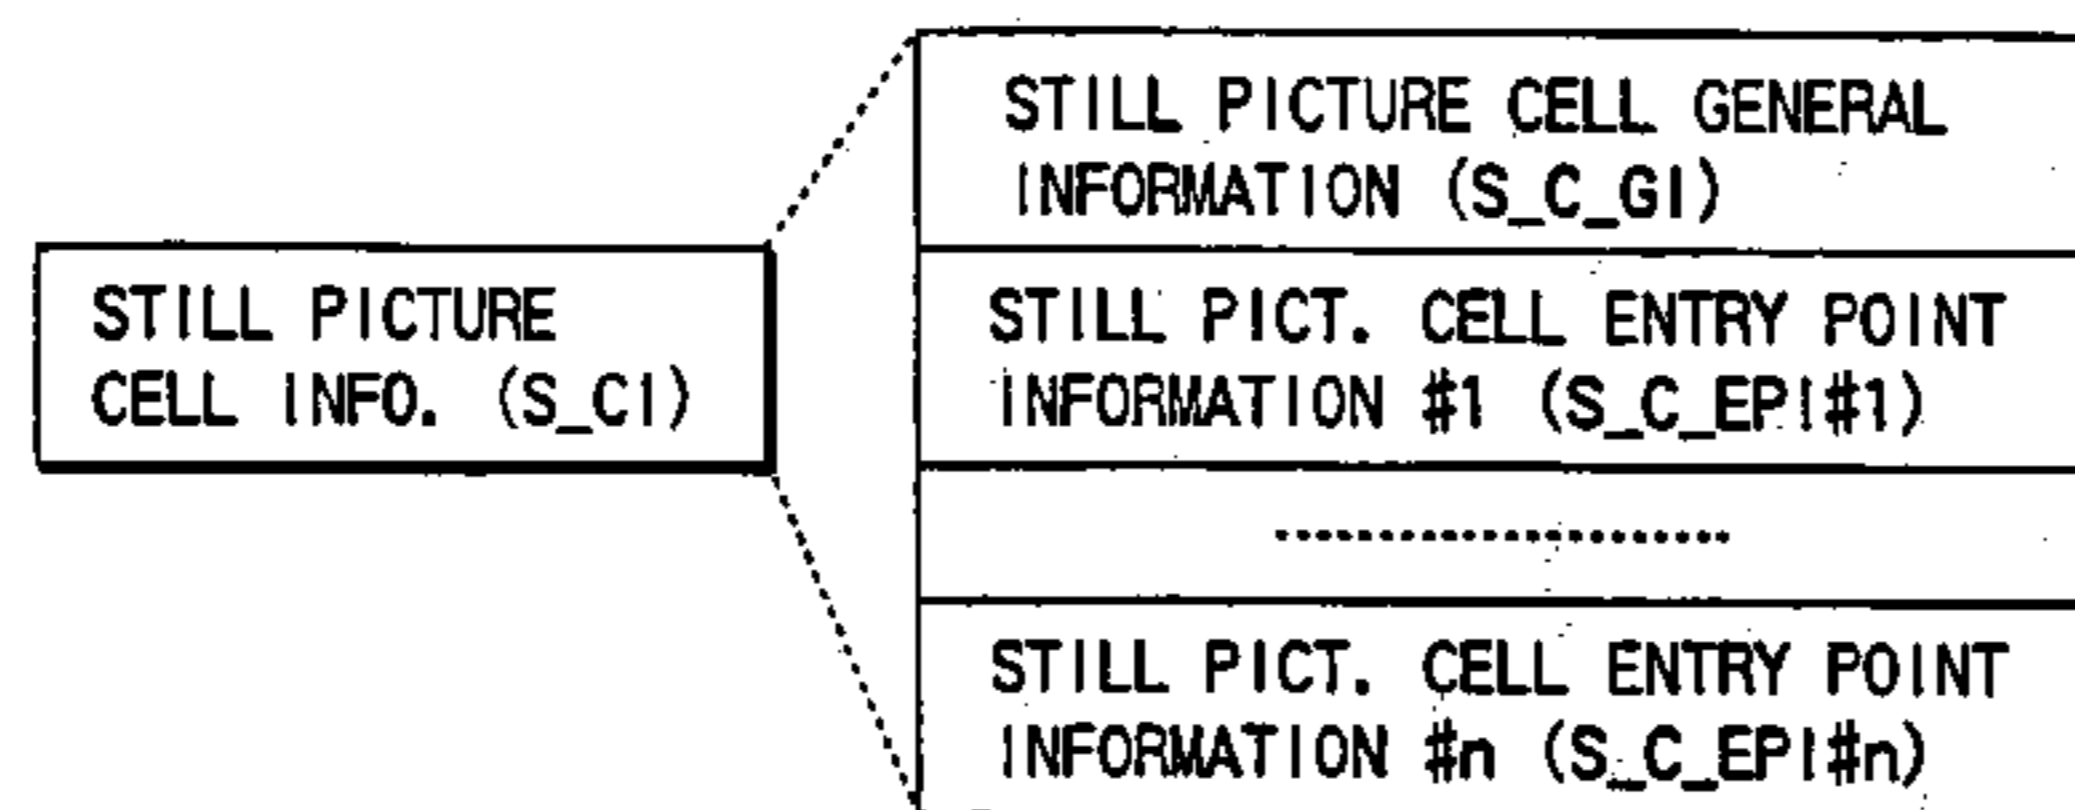 STILL PICTURE
CELL INFO. (S_CI)
STILL PICTURE CELL GENERAL
INFORMATION (S_C_GI)
STILL PICT. CELL ENTRY POINT
INFORMATION #1 (S_C_EPI#1)
.......................
STILL PICT. CELL ENTRY POINT
INFORMATION #n (S_C_EPI#n)